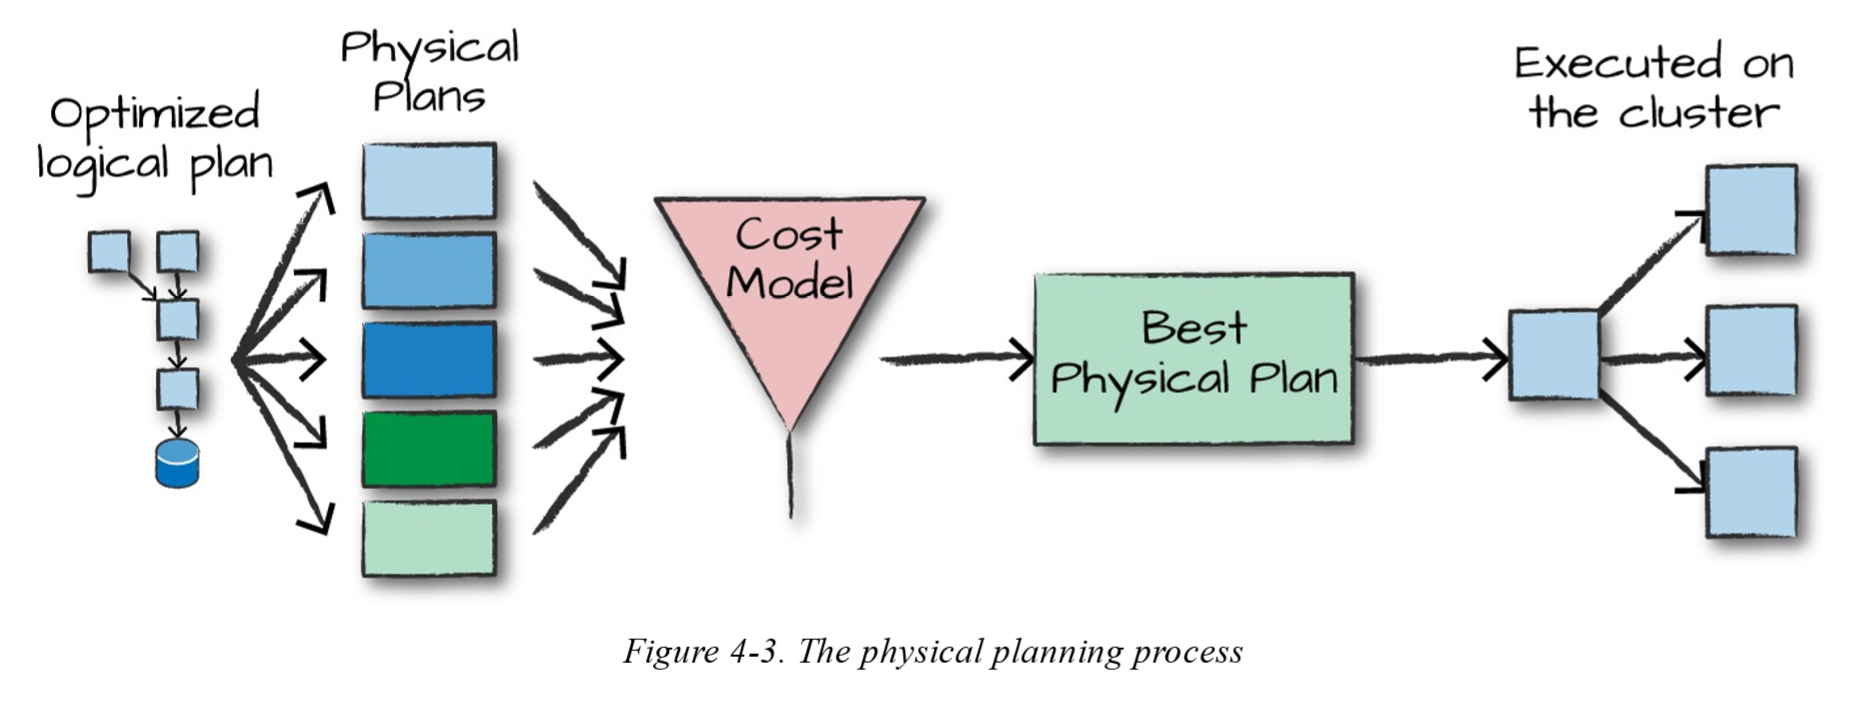 Optimized
logical plan
Physical
Plans
Cost
Model
Best
Physical Plan
Executed on
the cluster
Figure 4-3. The physical planning process